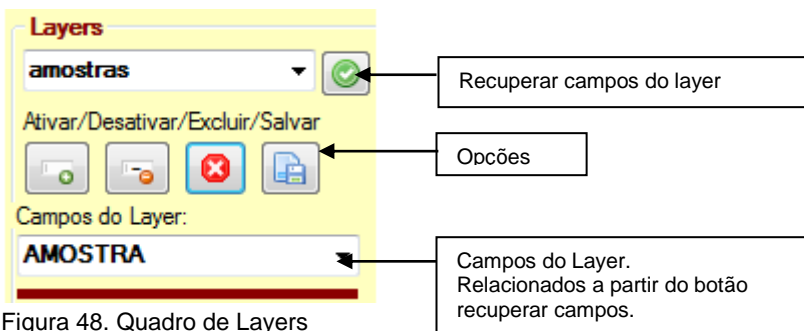 Layers
amostras
Recuperar campos do layer
Ativar/Desativar/Excluir/Salvar
Opções
Campos do Layer:
AMOSTRA
Campos do Layer.
Relacionados a partir do botão
recuperar campos.
Figura 48. Quadro de Layers